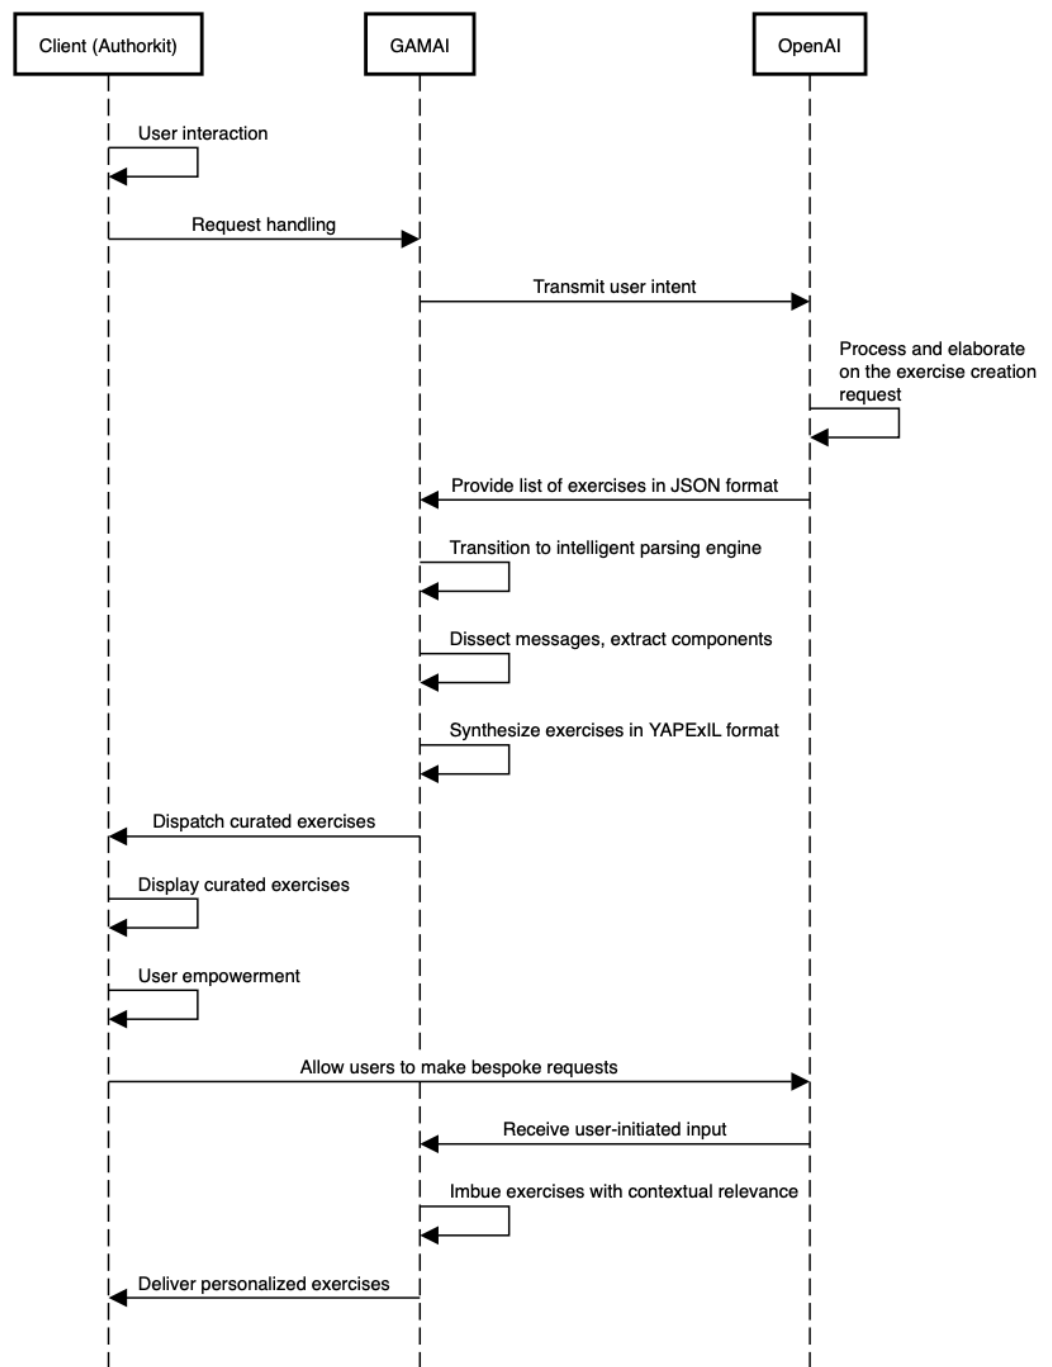 Client (Authorkit)
GAMAI
OpenAI
User interaction
Request handling
Transmit user intent
Process and elaborate
on the exercise creation
request
Provide list of exercises in JSON format
Transition to intelligent parsing engine
Dissect messages, extract components
Synthesize exercises in YAPExIL format
Dispatch curated exercises
Display curated exercises
User empowerment
Allow users to make bespoke requests
Receive user-initiated input
Imbue exercises with contextual relevance
Deliver personalized exercises